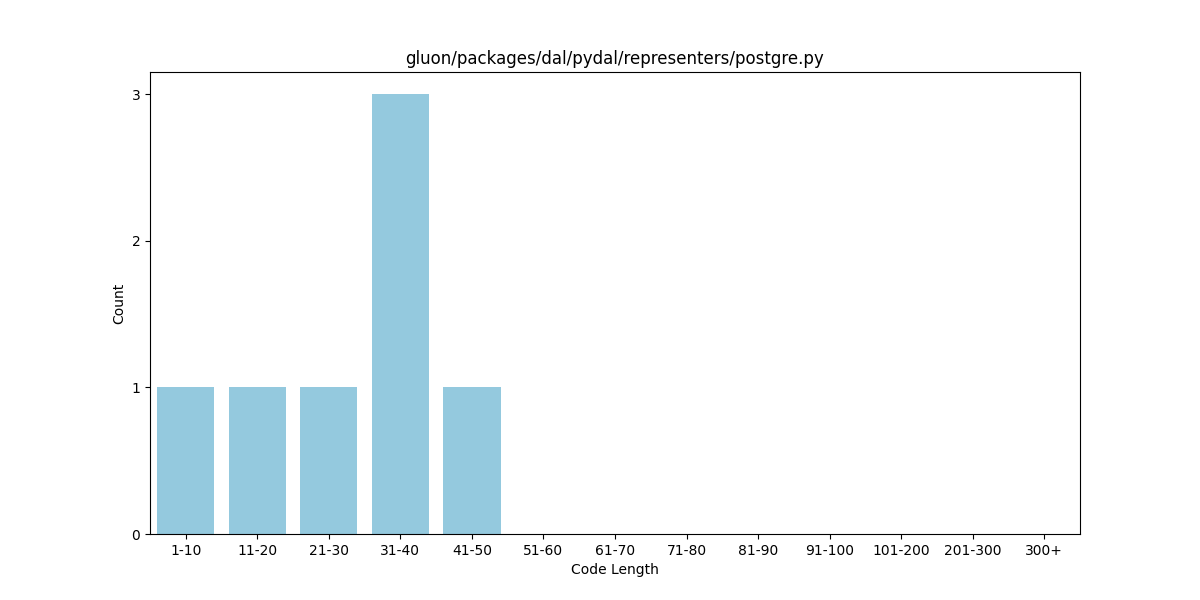 gluon/packages/dal/pydal/representers/postgre.py
3
2
1
0
Count
1-10 11-20 21-30 31-40 41-50 51-60 61-70 71-80 81-90 91-100 101-200 201-300 300+
Code Length